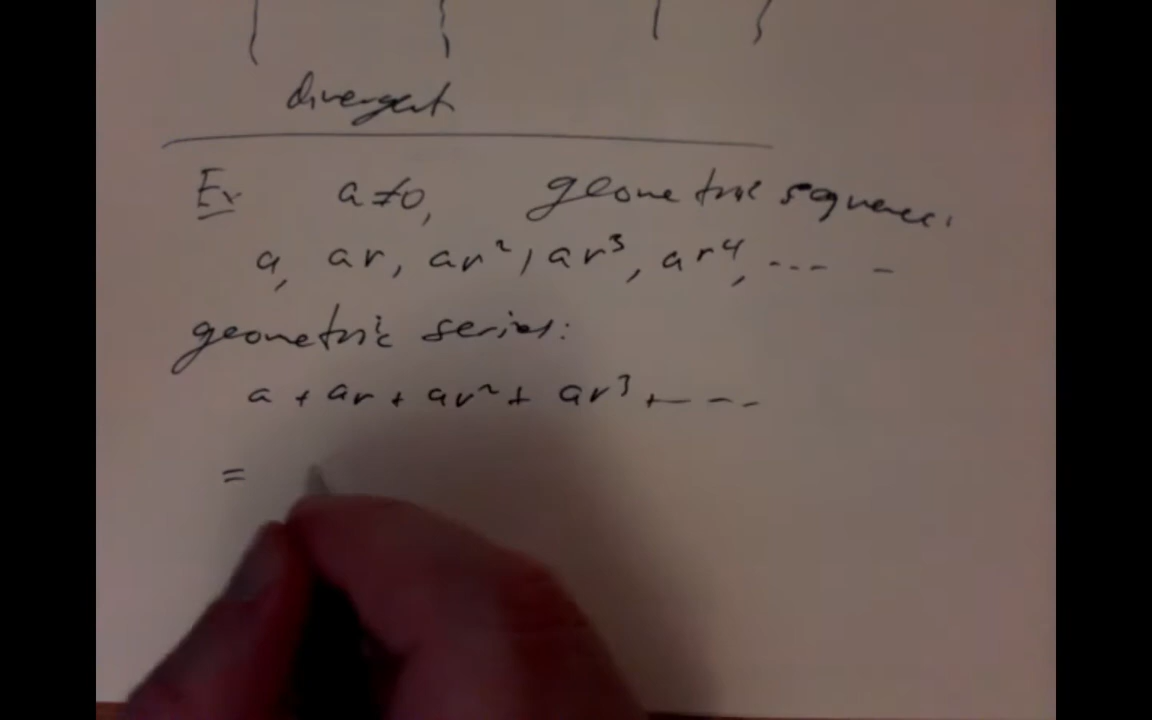 divergent
Ex a≠0, geometric sequence.
a, ar, ar², ar³, ar⁴, --- -
geometric series:
a + ar + ar² + ar³ + ---
=